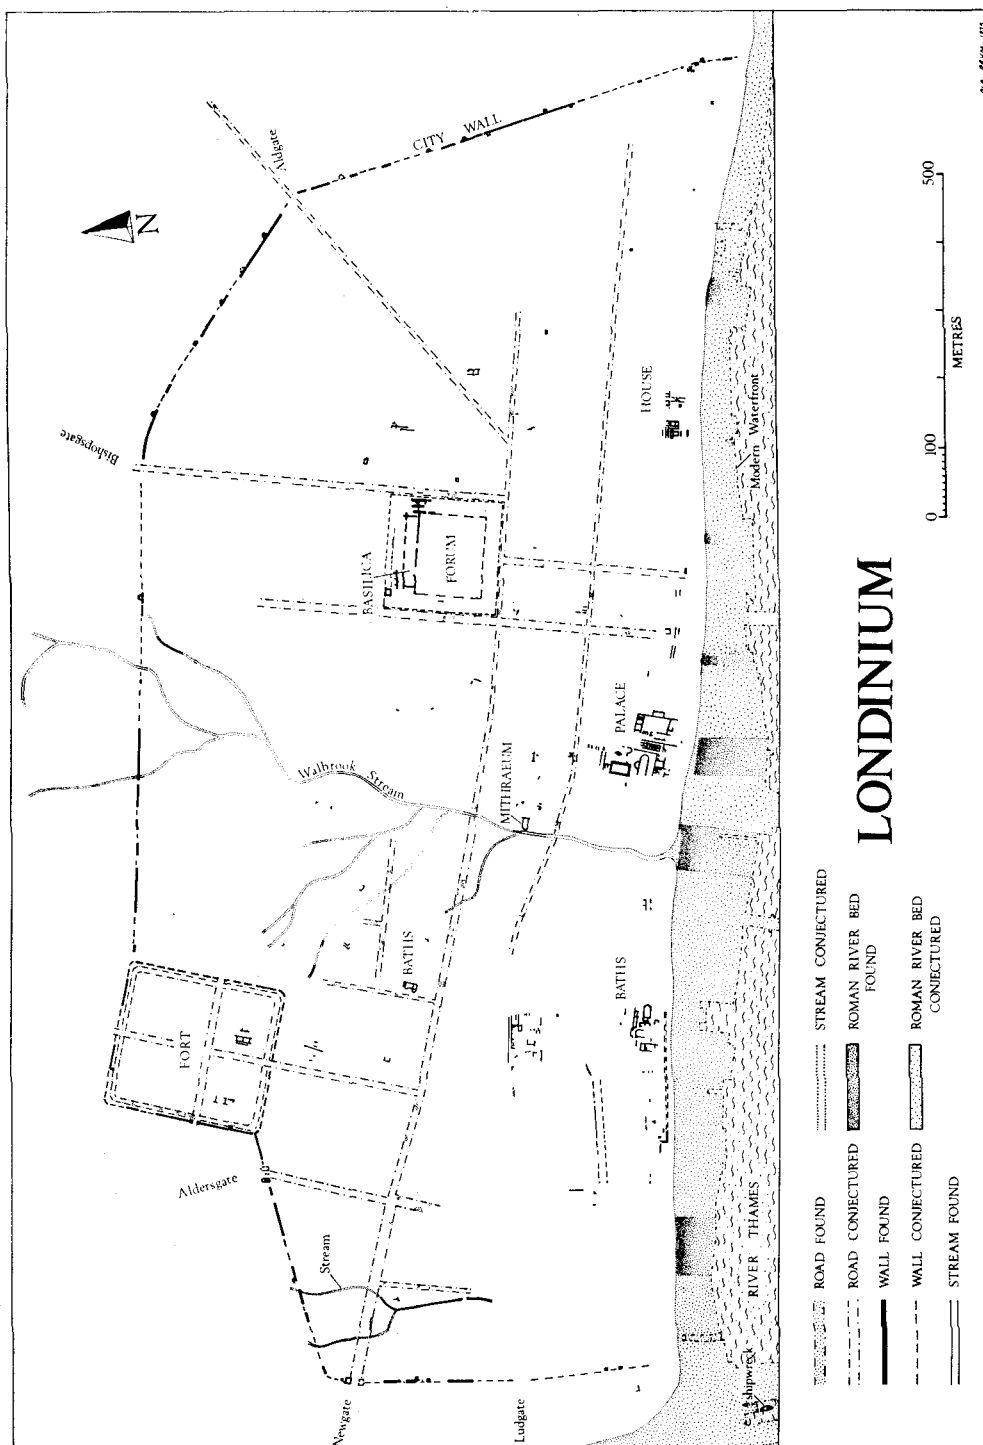 Bishopsgate
Aldgate
CITY WALL
N
Aldersgate
FORT
Stream
Newgate
Ludgate
Walbrook Stream
BASILICA
FORUM
BATHS
MITHRAEUM
BATHS
PALACE
HOUSE
RIVER THAMES
Modern Waterfront
shipwreck
ROAD FOUND
ROAD CONJECTURED
WALL FOUND
WALL CONJECTURED
STREAM FOUND
STREAM CONJECTURED
ROMAN RIVER BED
FOUND
ROMAN RIVER BED
CONJECTURED
LONDINIUM
0 100 500
METRES